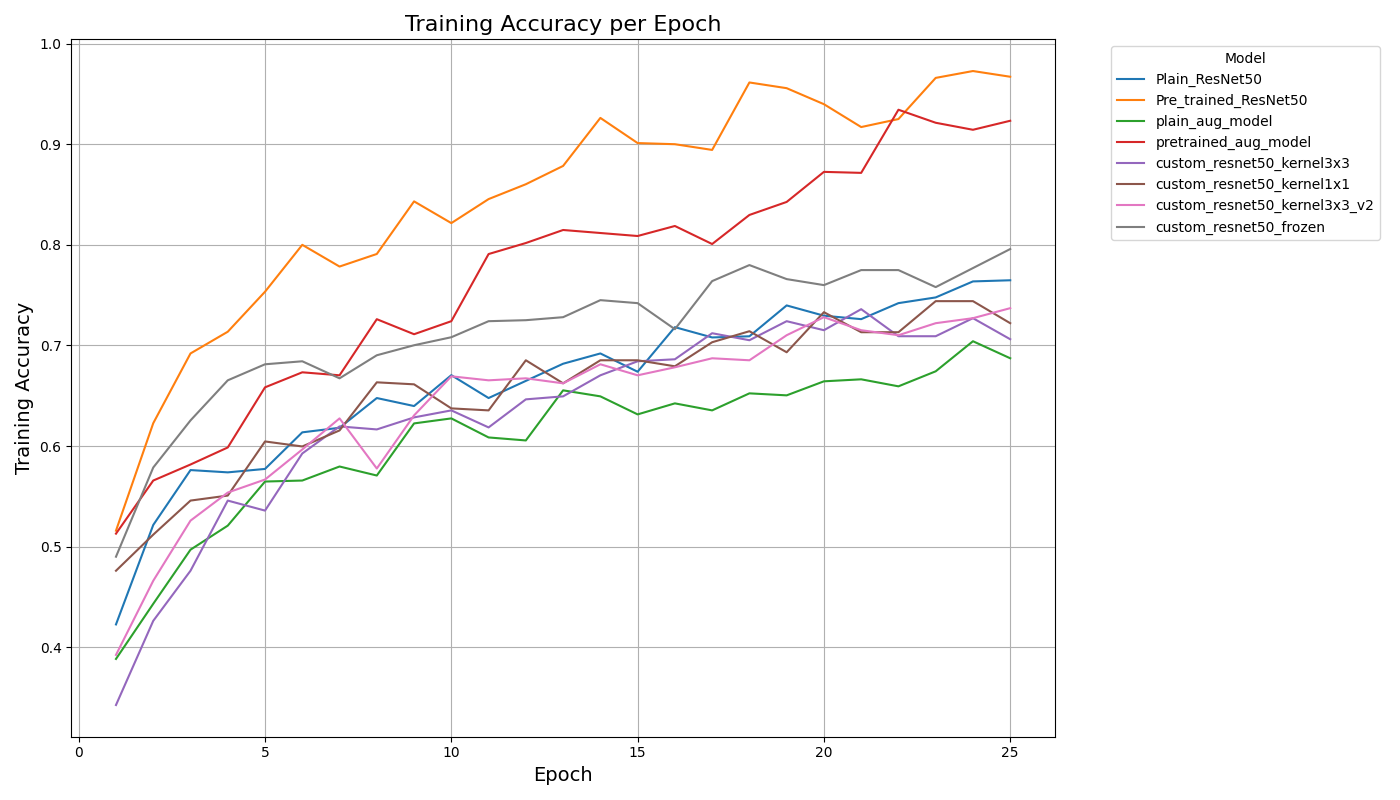 Training Accuracy per Epoch
1.0
0.9
0.8
0.7
0.6
0.5
0.4
Training Accuracy
0 5 10 15 20 25
Epoch
Model
Plain_ResNet50
Pre_trained_ResNet50
plain_aug_model
pretrained_aug_model
custom_resnet50_kernel3x3
custom_resnet50_kernel1x1
custom_resnet50_kernel3x3_v2
custom_resnet50_frozen